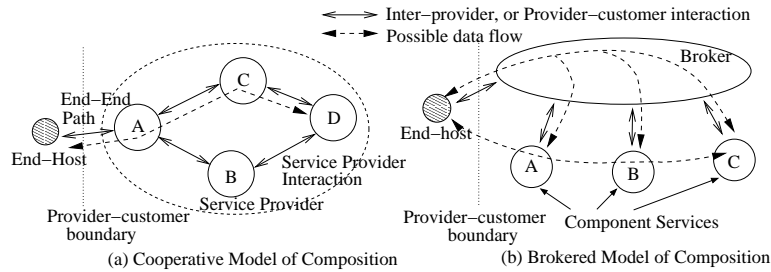 Inter−provider, or Provider−customer interaction
Possible data flow
End−End
Path
End−Host
A
C
B
D
Service Provider
Interaction
Service Provider
Provider−customer
boundary
(a) Cooperative Model of Composition
Broker
End−host
A
B
C
Component Services
Provider−customer
boundary
(b) Brokered Model of Composition